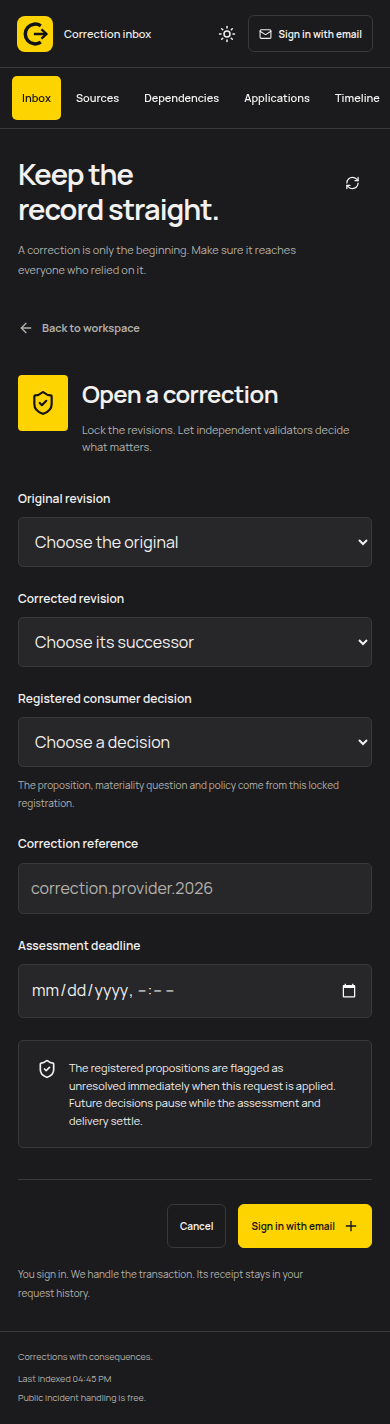 Correction inbox
Sign in with email
Inbox
Sources
Dependencies
Applications
Timeline
Keep the
record straight.
A correction is only the beginning. Make sure it reaches
everyone who relied on it.
Back to workspace
Open a correction
Lock the revisions. Let independent validators decide
what matters.
Original revision
Choose the original
Corrected revision
Choose its successor
Registered consumer decision
Choose a decision
The proposition, materiality question and policy come from this locked
registration.
Correction reference
correction.provider.2026
Assessment deadline
mm/dd/yyyy, --:-- --
The registered propositions are flagged as
unresolved immediately when this request is applied.
Future decisions pause while the assessment and
delivery settle.
Cancel
Sign in with email
You sign in. We handle the transaction. Its receipt stays in your
request history.
Corrections with consequences.
Last indexed 04:45 PM
Public incident handling is free.